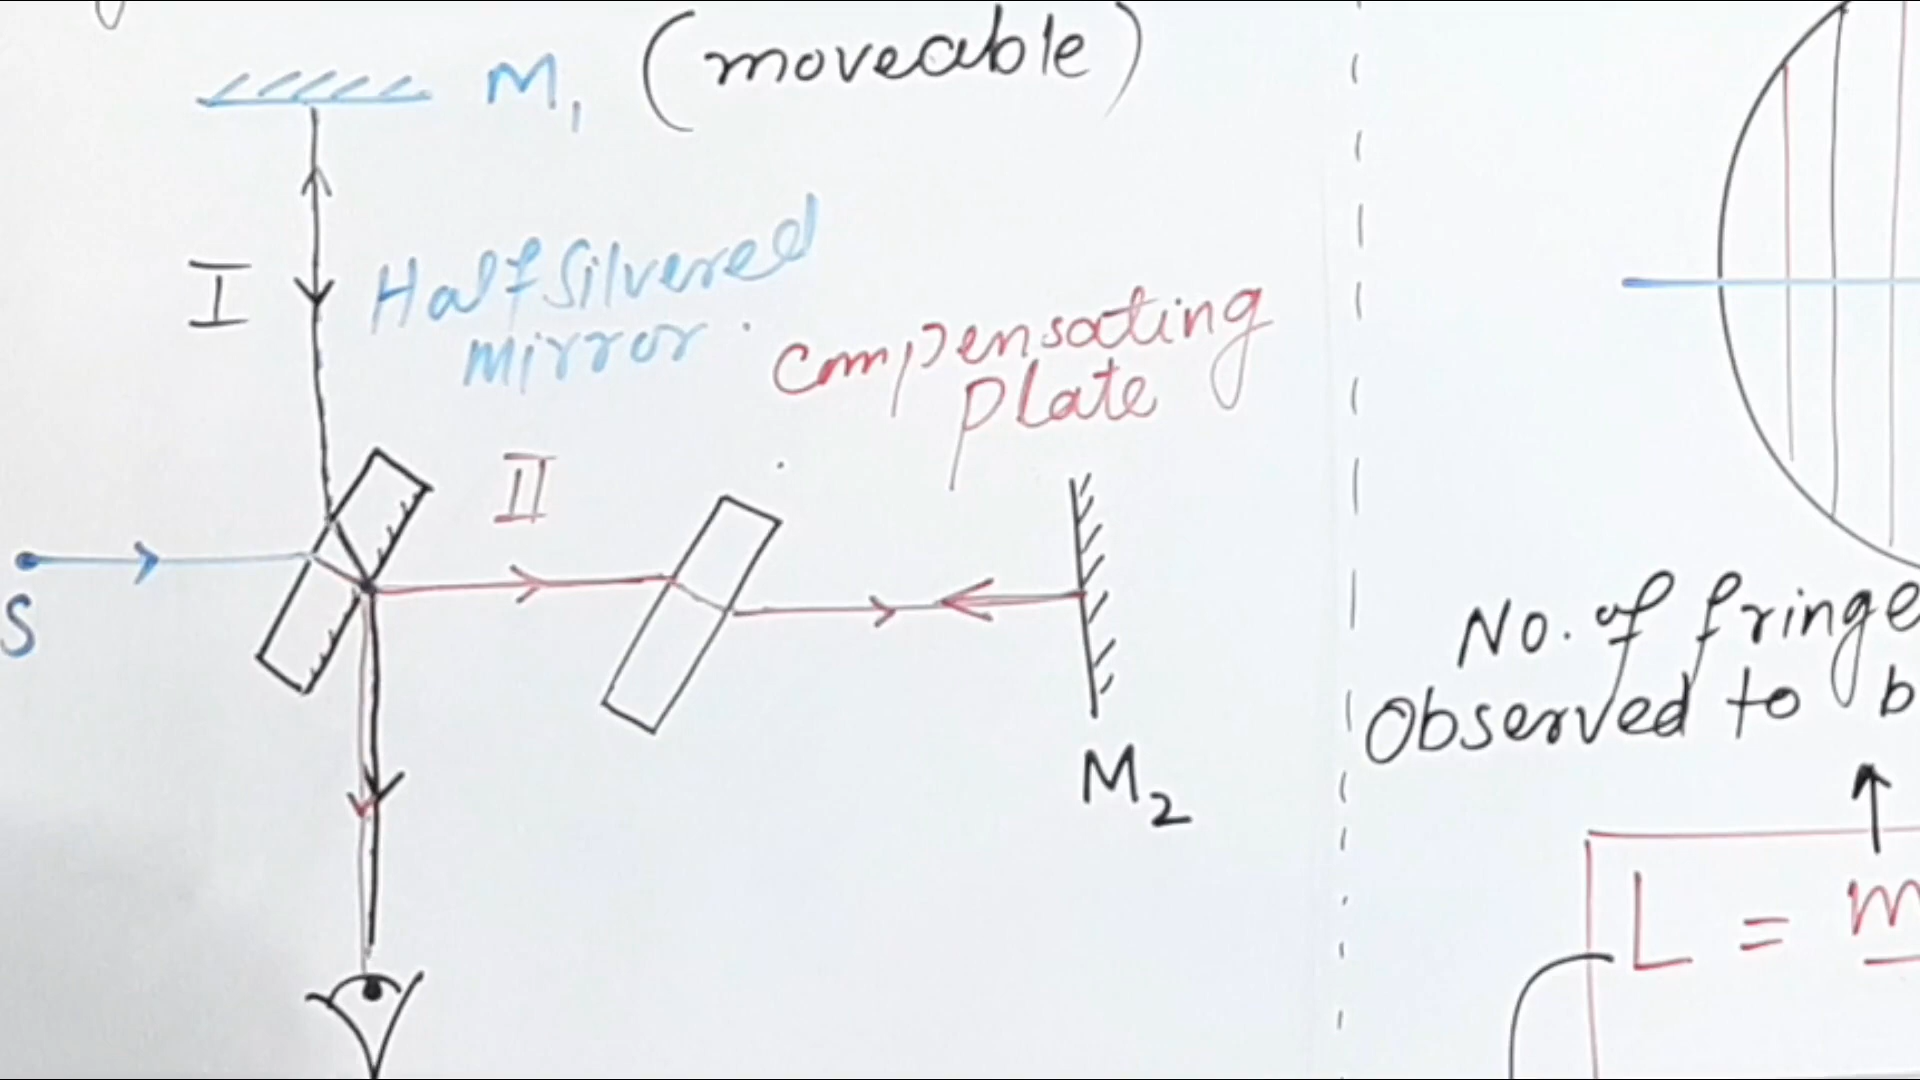 M₁ (moveable)
I
Half Silvered
mirror
Compensating
plate
II
S
M₂
No. of fringe
Observed to b
L = m